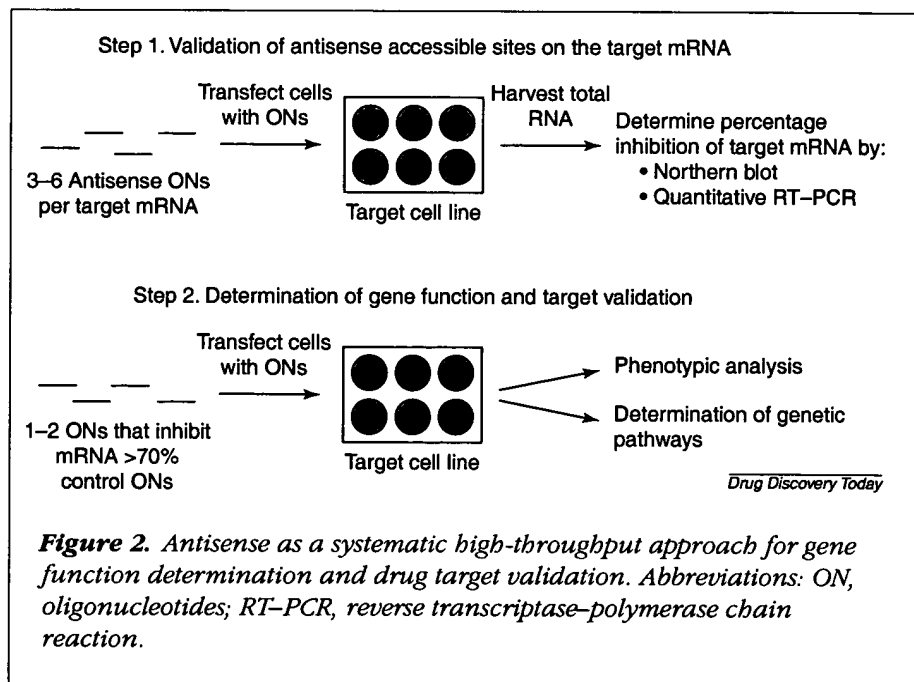 Step 1. Validation of antisense accessible sites on the target mRNA
Transfect cells
with ONs
Harvest total
RNA
3–6 Antisense ONs
per target mRNA
Target cell line
Determine percentage
inhibition of target mRNA by:
• Northern blot
• Quantitative RT–PCR
Step 2. Determination of gene function and target validation
Transfect cells
with ONs
1–2 ONs that inhibit
mRNA >70%
control ONs
Target cell line
Phenotypic analysis
Determination of genetic
pathways
Drug Discovery Today
Figure 2. Antisense as a systematic high-throughput approach for gene
function determination and drug target validation. Abbreviations: ON,
oligonucleotides; RT–PCR, reverse transcriptase–polymerase chain
reaction.